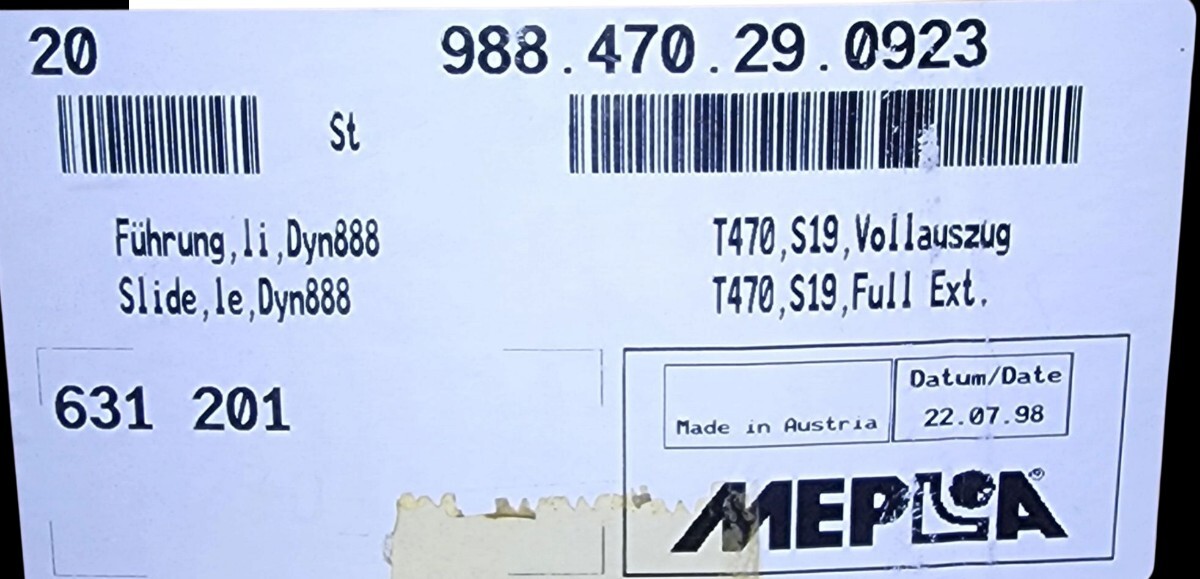 20
988.470.29.0923
St
Führung,li,Dyn888
T470,S19,Vollauszug
Slide,le,Dyn888
T470,S19,Full Ext.
631 201
Made in Austria
Datum/Date
22.07.98
MEPLA®